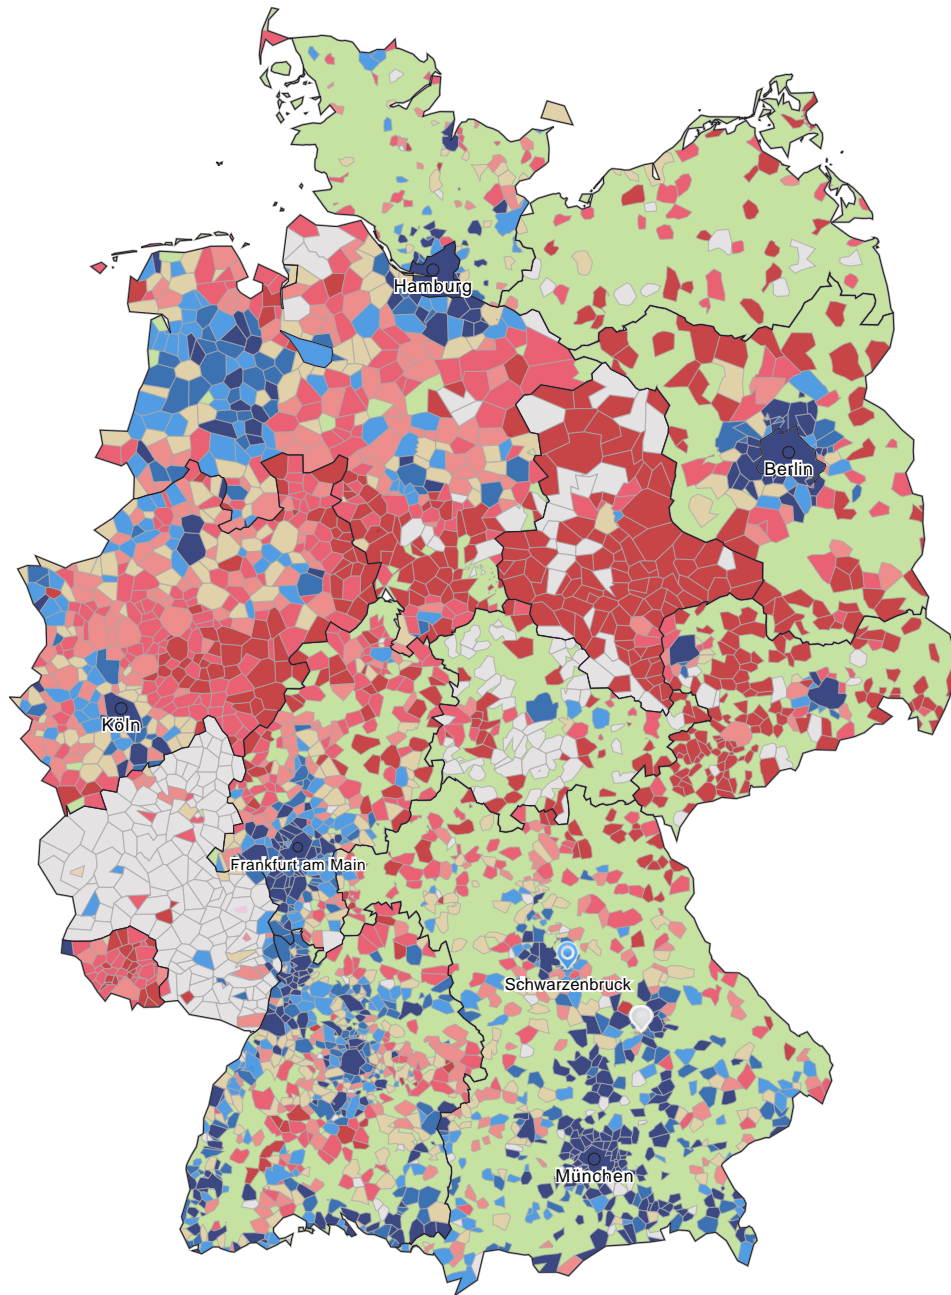 Hamburg
Berlin
Köln
Frankfurt am Main
Schwarzenbruck
München